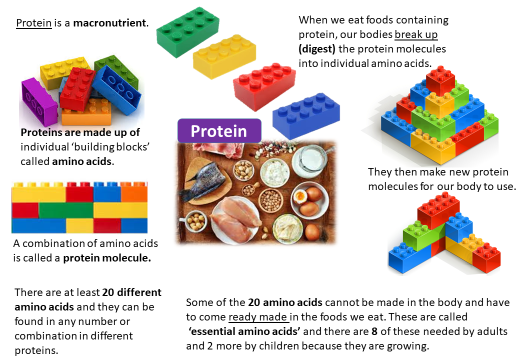 Protein is a macronutrient.
Proteins are made up of
individual 'building blocks'
called amino acids.
A combination of amino acids
is called a protein molecule.
There are at least 20 different
amino acids and they can be
found in any number or
combination in different
proteins.
Protein
When we eat foods containing
protein, our bodies break up
(digest) the protein molecules
into individual amino acids.
They then make new protein
molecules for our body to use.
Some of the 20 amino acids cannot be made in the body and have
to come ready made in the foods we eat. These are called
'essential amino acids' and there are 8 of these needed by adults
and 2 more by children because they are growing.